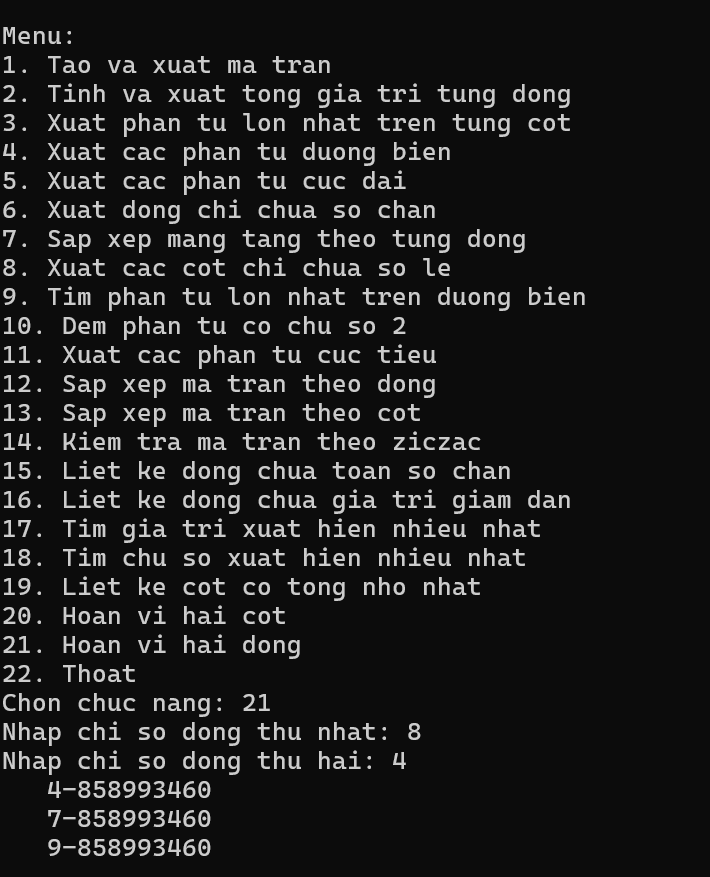 Menu:
1. Tao va xuat ma tran
2. Tinh va xuat tong gia tri tung dong
3. Xuat phan tu lon nhat tren tung cot
4. Xuat cac phan tu duong bien
5. Xuat cac phan tu cuc dai
6. Xuat dong chi chua so chan
7. Sap xep mang tang theo tung dong
8. Xuat cac cot chi chua so le
9. Tim phan tu lon nhat tren duong bien
10. Dem phan tu co chu so 2
11. Xuat cac phan tu cuc tieu
12. Sap xep ma tran theo dong
13. Sap xep ma tran theo cot
14. Kiem tra ma tran theo ziczac
15. Liet ke dong chua toan so chan
16. Liet ke dong chua gia tri giam dan
17. Tim gia tri xuat hien nhieu nhat
18. Tim chu so xuat hien nhieu nhat
19. Liet ke cot co tong nho nhat
20. Hoan vi hai cot
21. Hoan vi hai dong
22. Thoat
Chon chuc nang: 21
Nhap chi so dong thu nhat: 8
Nhap chi so dong thu hai: 4
   4-858993460
   7-858993460
   9-858993460